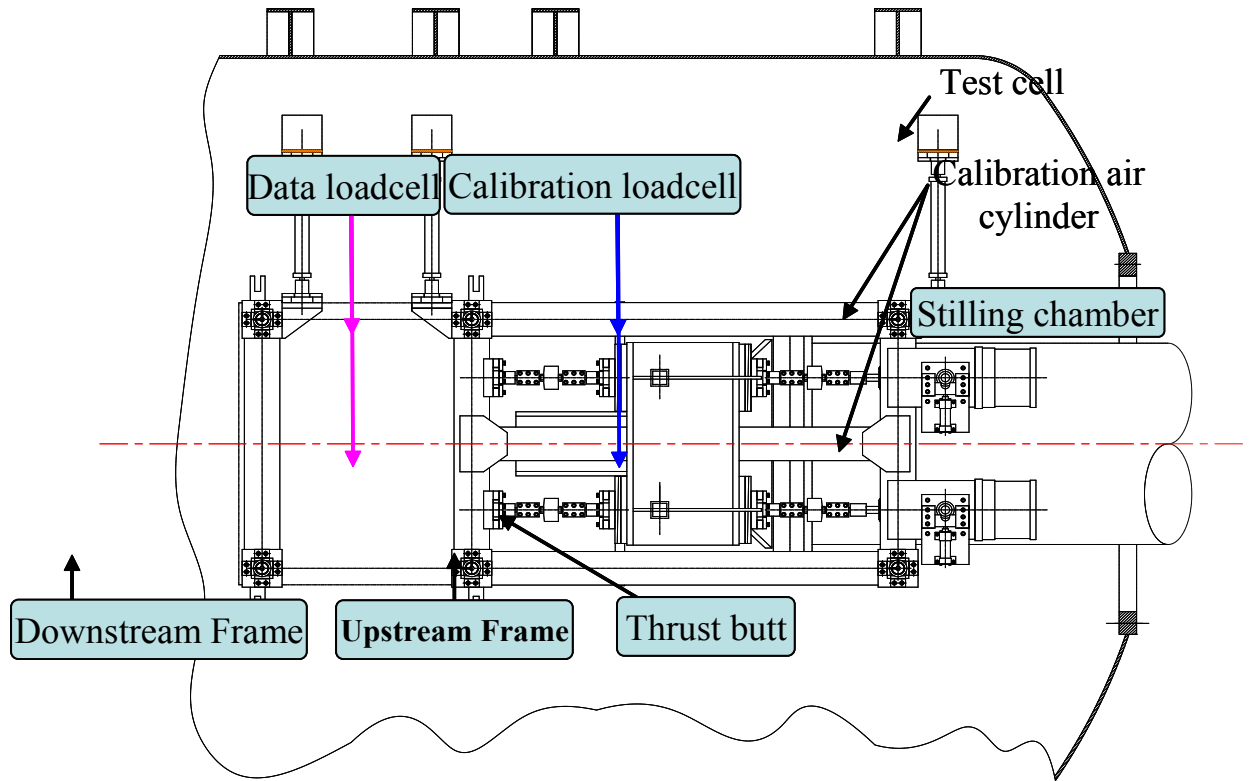 Test cell
Data loadcell
Calibration loadcell
Calibration air
cylinder
Stilling chamber
Downstream Frame
Upstream Frame
Thrust butt